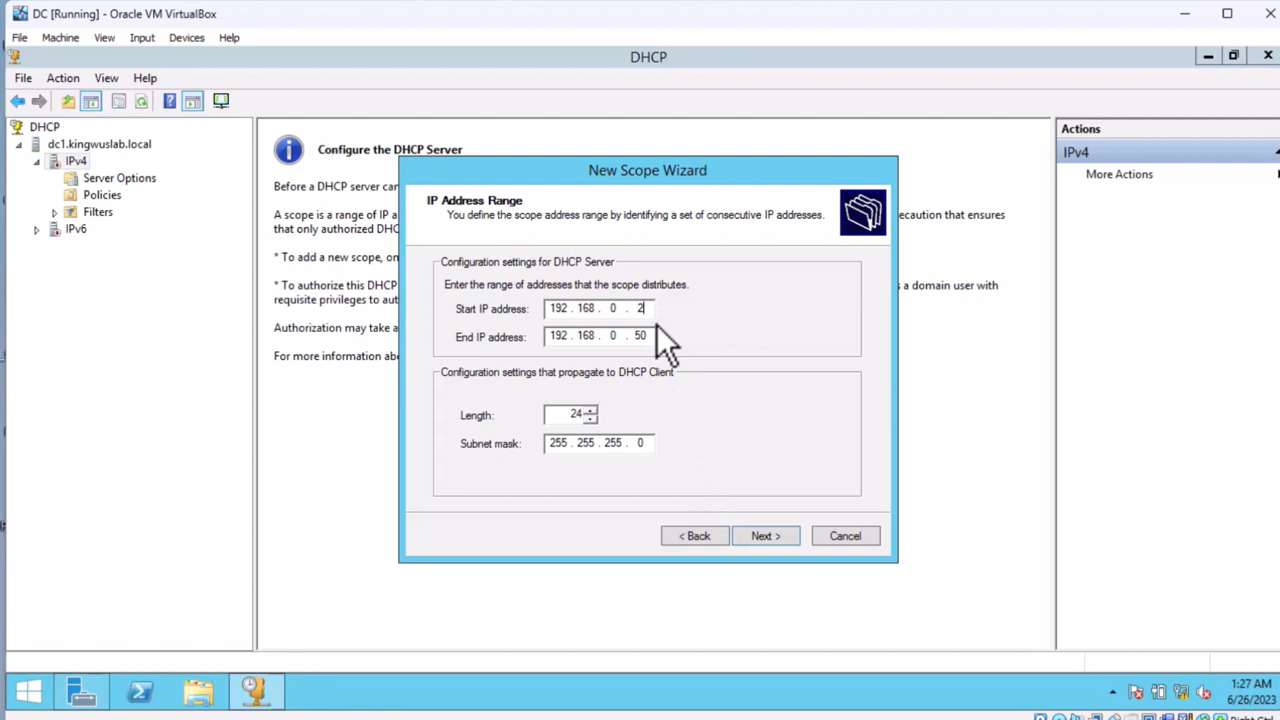 DC [Running] - Oracle VM VirtualBox
File Machine View Input Devices Help
DHCP
File Action View Help
DHCP
dc1.kingwuslab.local
IPv4
Server Options
Policies
Filters
IPv6
Configure the DHCP Server
Before a DHCP server can
A scope is a range of IP a
ecaution that ensures
that only authorized DHC
* To add a new scope, on
* To authorize this DHCP
s a domain user with
requisite privileges to aut
Authorization may take a
For more information abo
New Scope Wizard
IP Address Range
You define the scope address range by identifying a set of consecutive IP addresses.
Configuration settings for DHCP Server
Enter the range of addresses that the scope distributes.
Start IP address: 192 . 168 . 0 . 2
End IP address: 192 . 168 . 0 . 50
Configuration settings that propagate to DHCP Client
Length: 24
Subnet mask: 255 . 255 . 255 . 0
< Back Next > Cancel
Actions
IPv4
More Actions
1:27 AM
6/26/2023
Right Ctrl